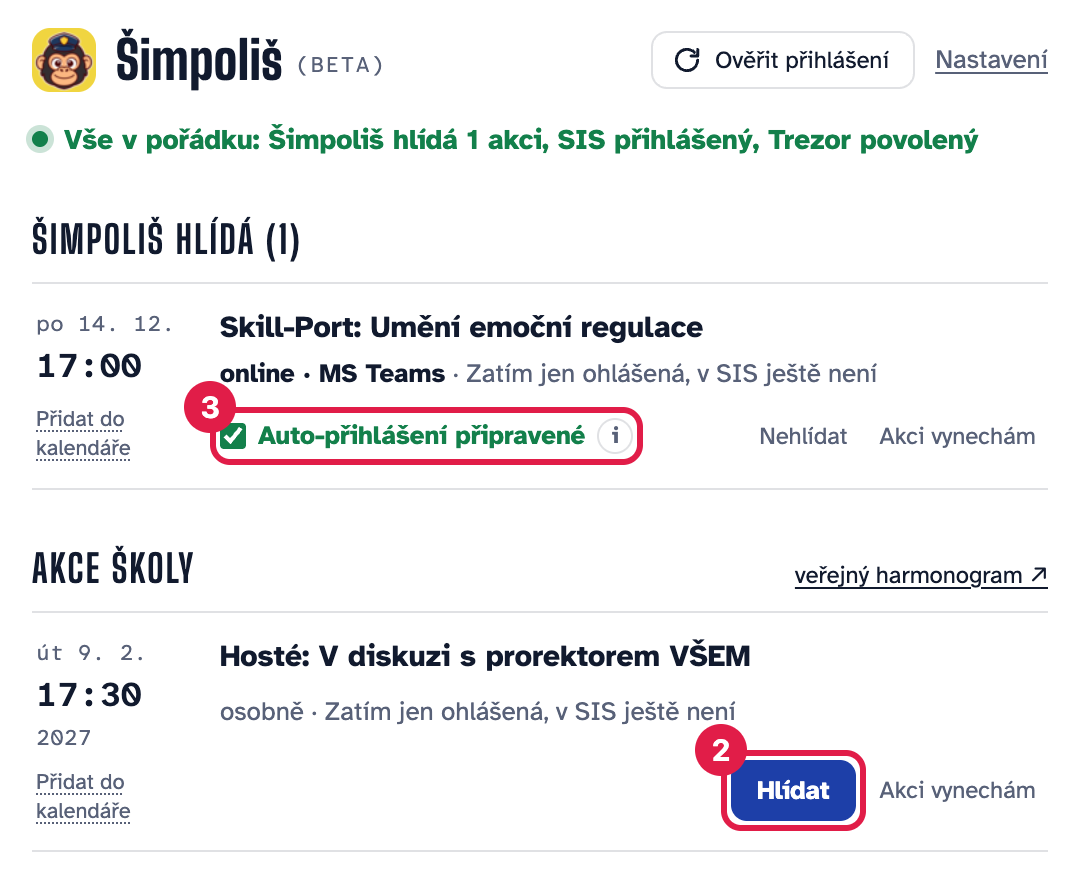 Šimpoliš (BETA)
Ověřit přihlášení
Nastavení
Vše v pořádku: Šimpoliš hlídá 1 akci, SIS přihlášený, Trezor povolený
ŠIMPOLIŠ HLÍDÁ (1)
po 14. 12.
17:00
Přidat do
kalendáře
Skill-Port: Umění emoční regulace
online · MS Teams · Zatím jen ohlášená, v SIS ještě není
3
Auto-přihlášení připravené i
Nehlídat
Akci vynechám
AKCE ŠKOLY
veřejný harmonogram ↗
út 9. 2.
17:30
2027
Přidat do
kalendáře
Hosté: V diskuzi s prorektorem VŠEM
osobně · Zatím jen ohlášená, v SIS ještě není
2
Hlídat
Akci vynechám